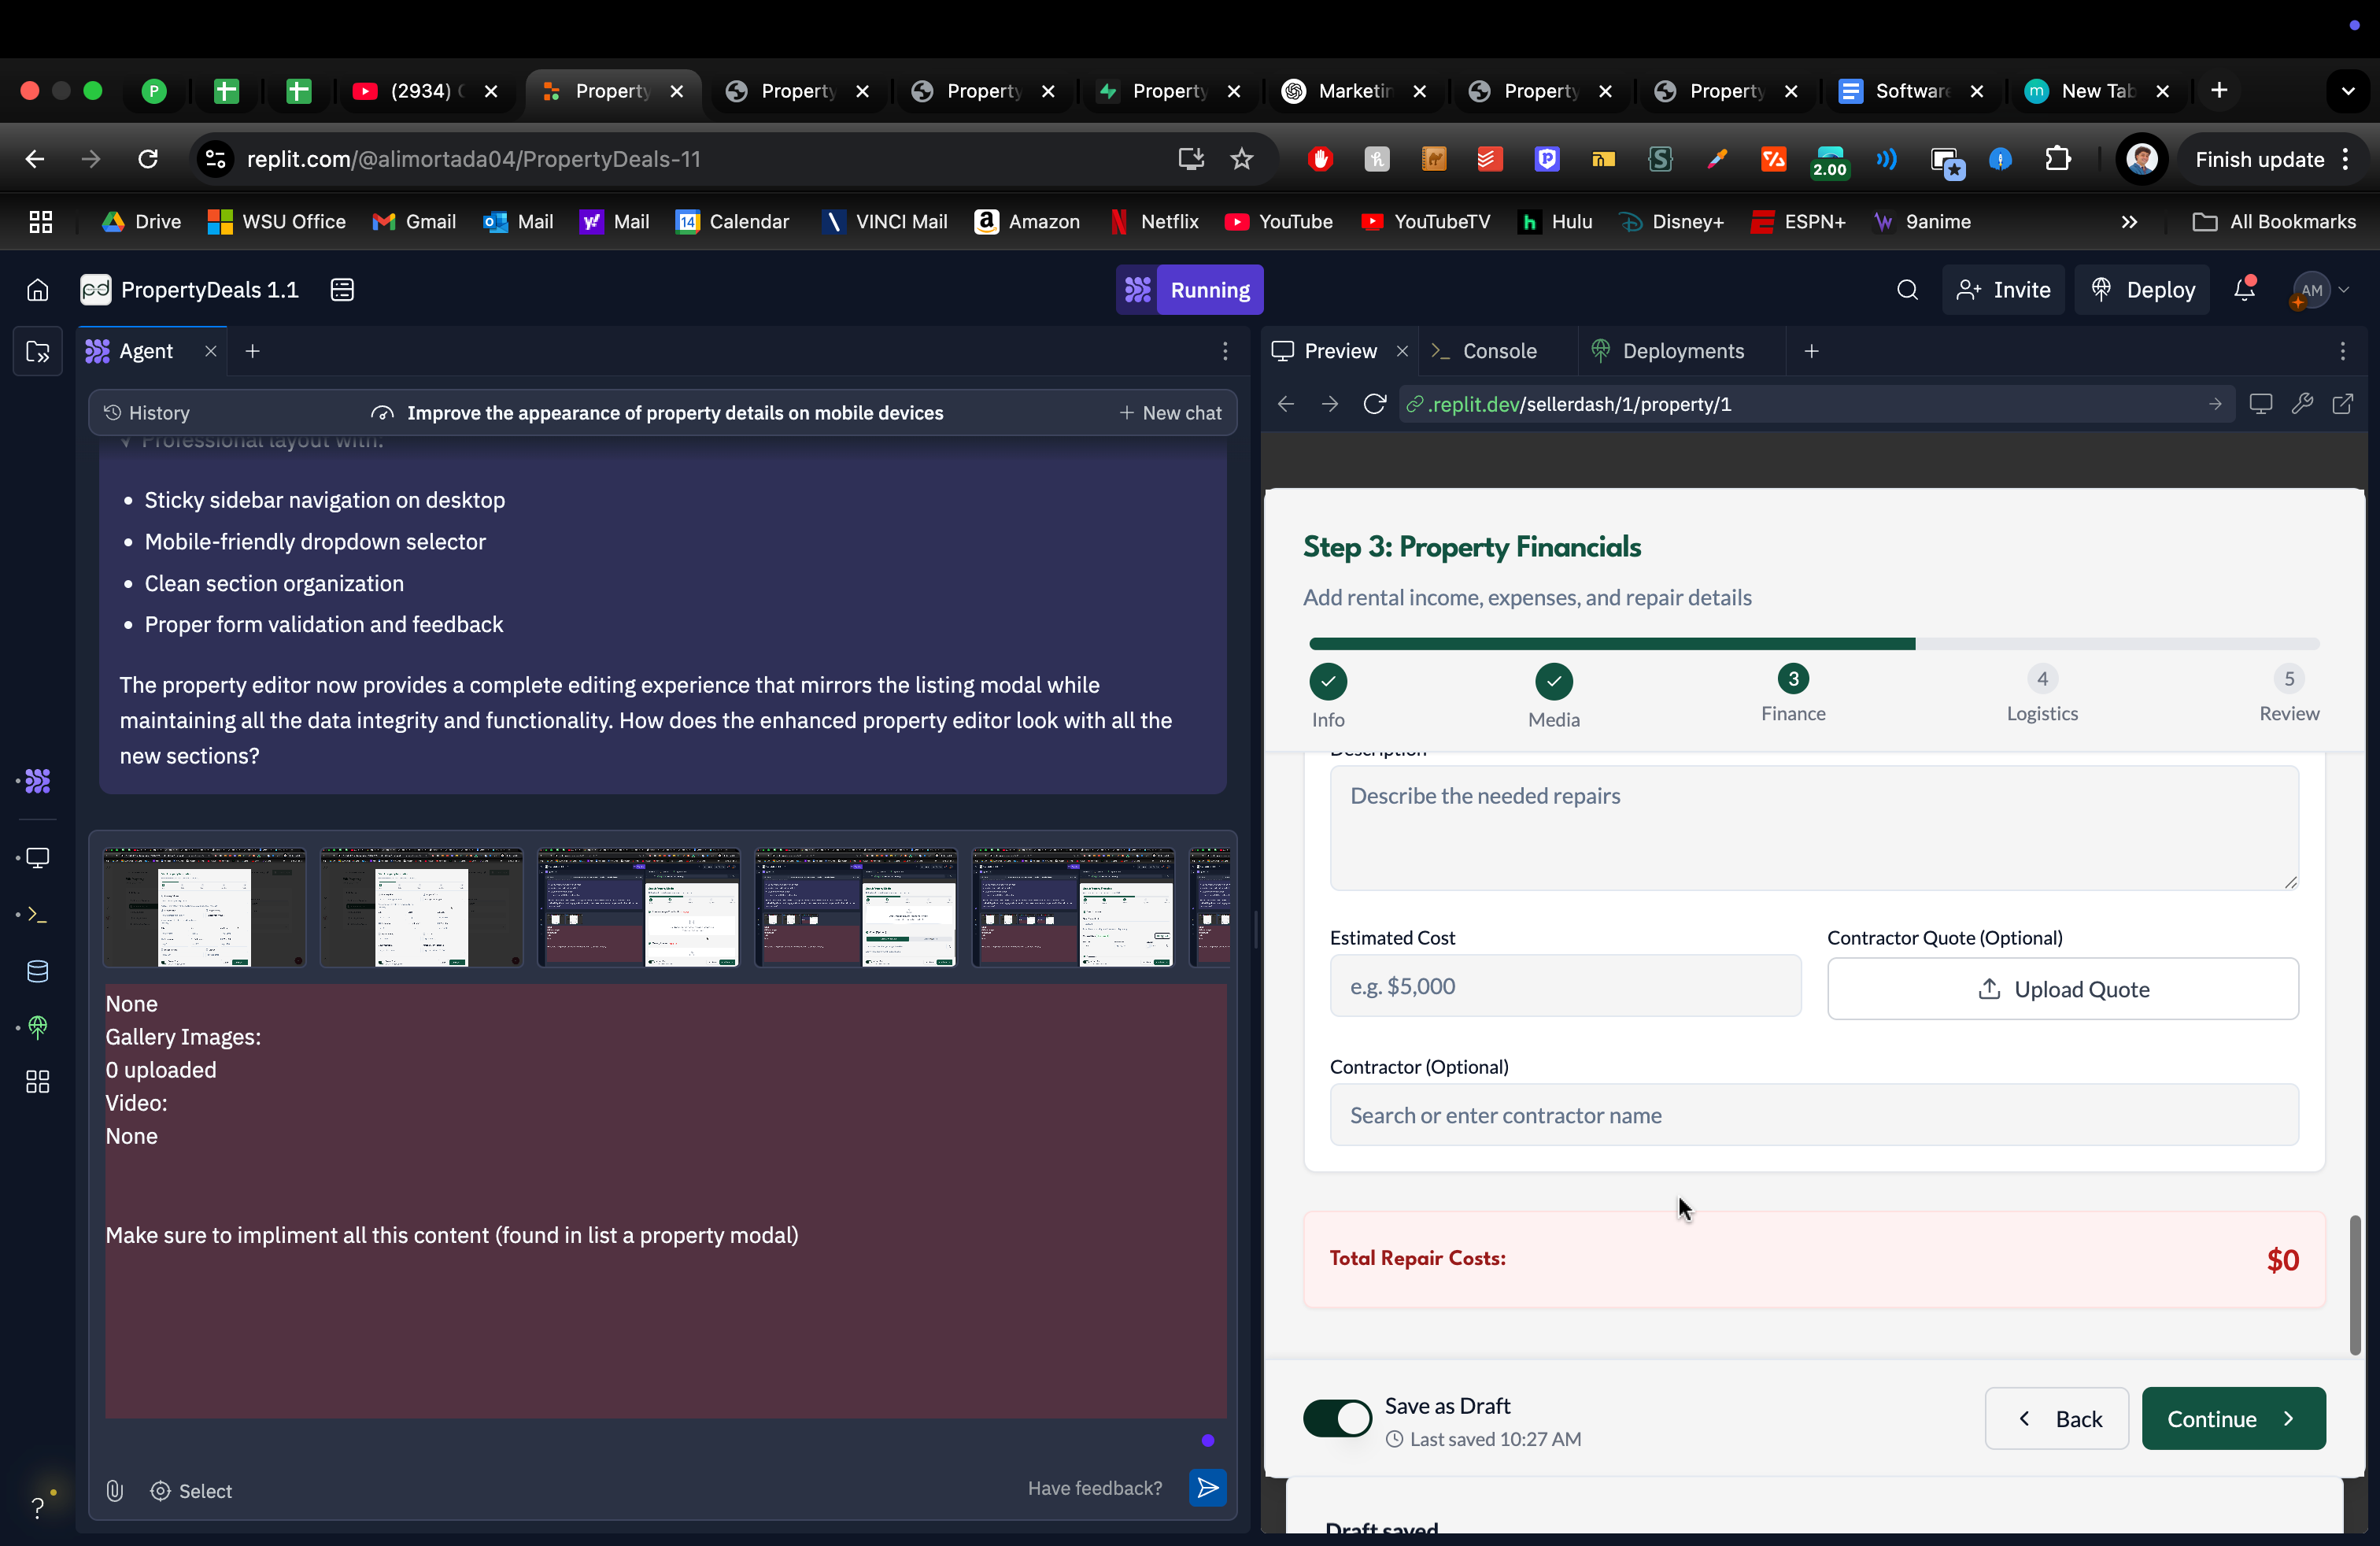 P
(2934)
Property
Property
Property
Property
Marketin
Property
Property
Software
New Tab
replit.com/@alimortada04/PropertyDeals-11
2.00
Finish update
Drive
WSU Office
Gmail
Mail
Mail
14
Calendar
VINCI Mail
Amazon
Netflix
YouTube
YouTubeTV
Hulu
Disney+
ESPN+
9anime
All Bookmarks
pd
PropertyDeals 1.1
Running
Invite
Deploy
AM
Agent
Preview
Console
Deployments
History
Improve the appearance of property details on mobile devices
New chat
.replit.dev/sellerdash/1/property/1
✓ Professional layout with:
• Sticky sidebar navigation on desktop
• Mobile-friendly dropdown selector
• Clean section organization
• Proper form validation and feedback
The property editor now provides a complete editing experience that mirrors the listing modal while
maintaining all the data integrity and functionality. How does the enhanced property editor look with all the
new sections?
None
Gallery Images:
0 uploaded
Video:
None
Make sure to impliment all this content (found in list a property modal)
Select
Have feedback?
Step 3: Property Financials
Add rental income, expenses, and repair details
3
4
5
Info
Media
Finance
Logistics
Review
Description
Describe the needed repairs
Estimated Cost
Contractor Quote (Optional)
e.g. $5,000
Upload Quote
Contractor (Optional)
Search or enter contractor name
Total Repair Costs:
$0
Save as Draft
Last saved 10:27 AM
Back
Continue
Draft saved